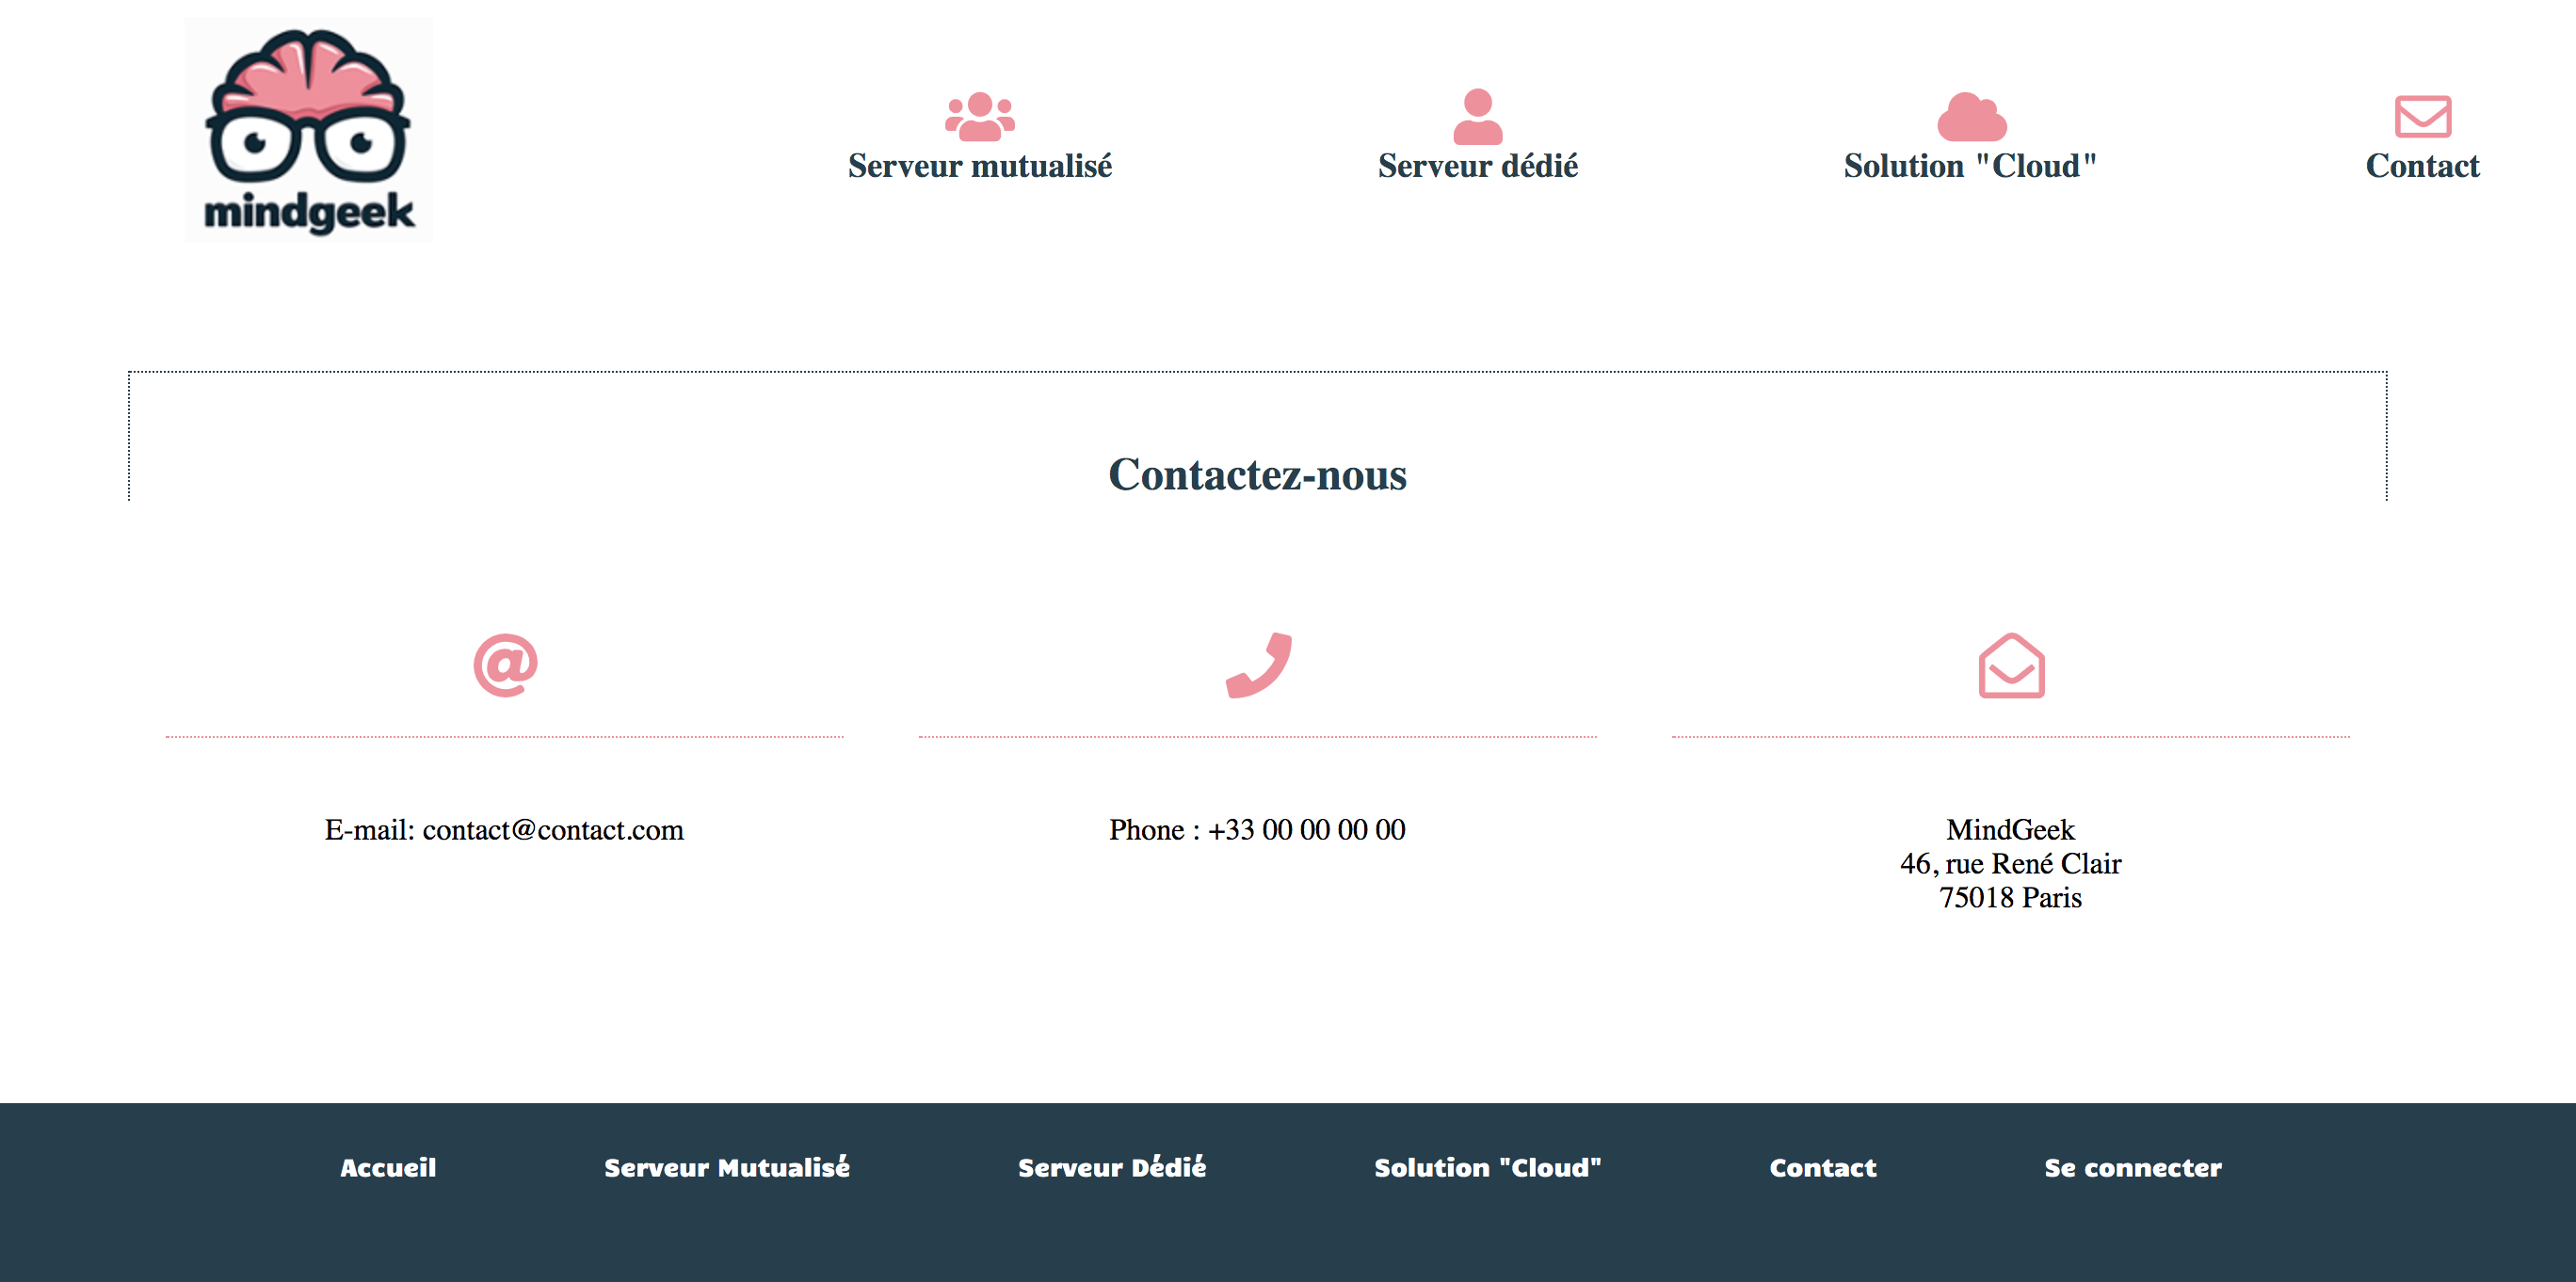 mindgeek
Serveur mutualisé
Serveur dédié
Solution "Cloud"
Contact
Contactez-nous
@
E-mail: contact@contact.com
Phone : +33 00 00 00 00
MindGeek
46, rue René Clair
75018 Paris
Accueil
Serveur Mutualisé
Serveur Dédié
Solution "Cloud"
Contact
Se connecter